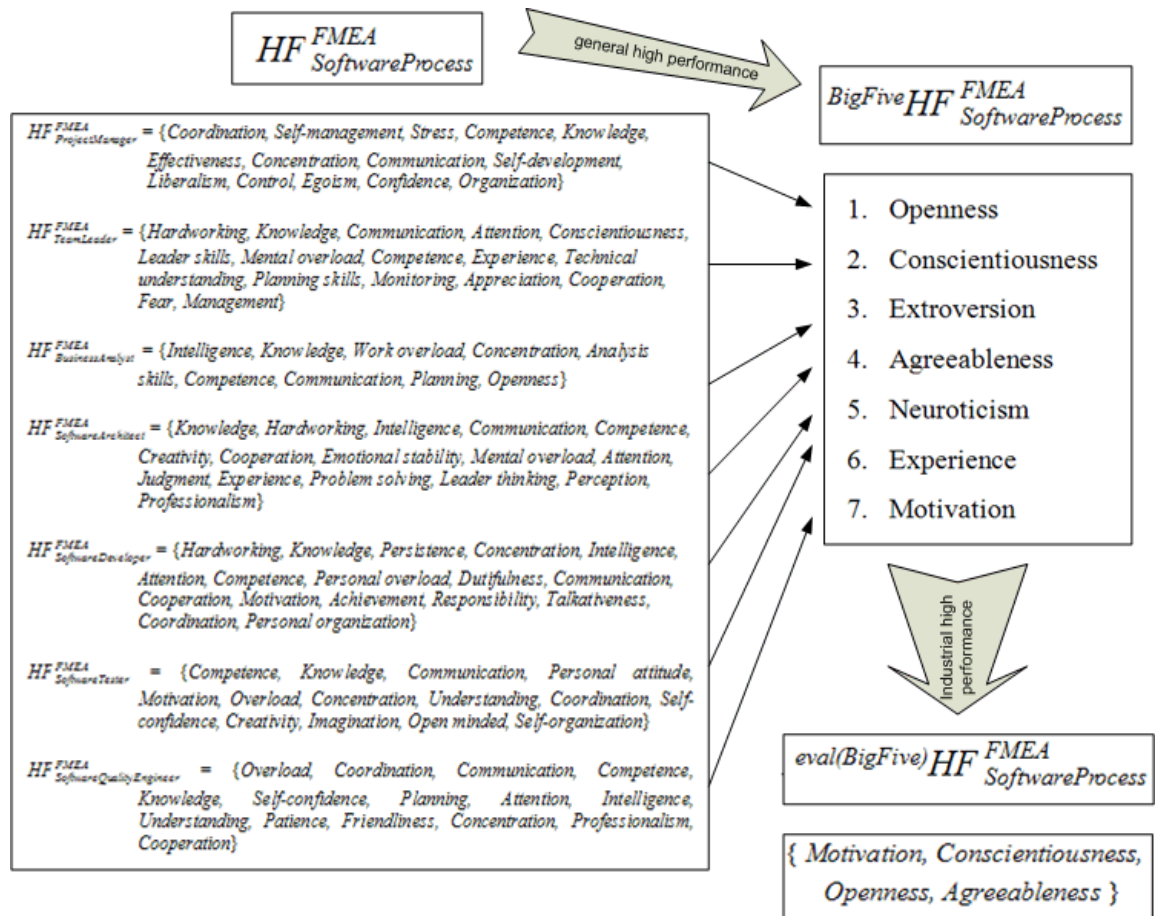 HF FMEA SoftwareProcess
general high performance
BigFive HF FMEA SoftwareProcess
HF FMEA ProjectManager = {Coordination, Self-management, Stress, Competence, Knowledge,
Effectiveness, Concentration, Communication, Self-development,
Liberalism, Control, Egoism, Confidence, Organization}
HF FMEA TeamLeader = {Hardworking, Knowledge, Communication, Attention, Conscientiousness,
Leader skills, Mental overload, Competence, Experience, Technical
understanding, Planning skills, Monitoring, Appreciation, Cooperation,
Fear, Management}
HF FMEA BusinessAnalyst = {Intelligence, Knowledge, Work overload, Concentration, Analysis
skills, Competence, Communication, Planning, Openness}
HF FMEA SoftwareArchitect = {Knowledge, Hardworking, Intelligence, Communication, Competence,
Creativity, Cooperation, Emotional stability, Mental overload, Attention,
Judgment, Experience, Problem solving, Leader thinking, Perception,
Professionalism}
HF FMEA SoftwareDeveloper = {Hardworking, Knowledge, Persistence, Concentration, Intelligence,
Attention, Competence, Personal overload, Dutifulness, Communication,
Cooperation, Motivation, Achievement, Responsibility, Talkativeness,
Coordination, Personal organization}
HF FMEA SoftwareTester = {Competence, Knowledge, Communication, Personal attitude,
Motivation, Overload, Concentration, Understanding, Coordination, Self-
confidence, Creativity, Imagination, Open minded, Self-organization}
HF FMEA SoftwareQualityEngineer = {Overload, Coordination, Communication, Competence,
Knowledge, Self-confidence, Planning, Attention, Intelligence,
Understanding, Patience, Friendliness, Concentration, Professionalism,
Cooperation}
1. Openness
2. Conscientiousness
3. Extroversion
4. Agreeableness
5. Neuroticism
6. Experience
7. Motivation
Industrial high
performance
eval(BigFive) HF FMEA SoftwareProcess
{ Motivation, Conscientiousness,
Openness, Agreeableness }